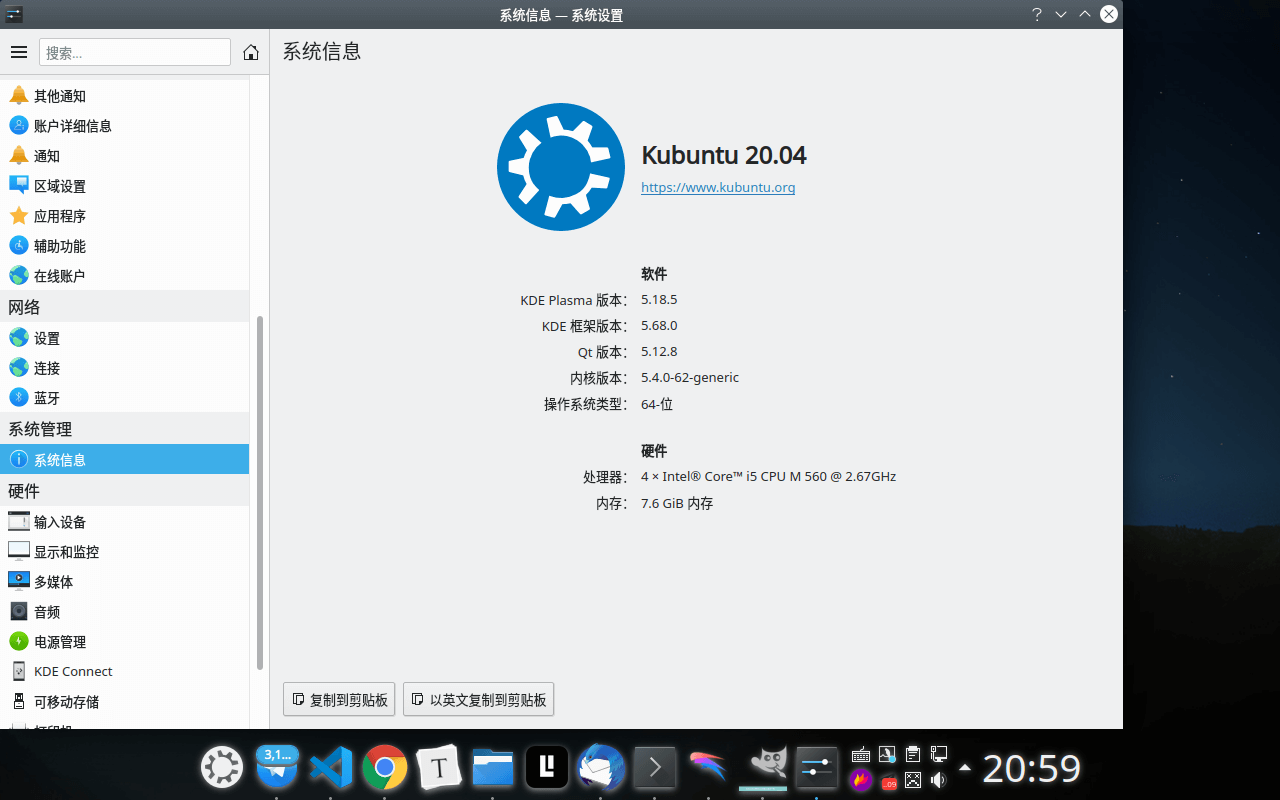 系统信息 — 系统设置
搜索...
系统信息
其他通知
账户详细信息
通知
区域设置
应用程序
辅助功能
在线账户
网络
设置
连接
蓝牙
系统管理
系统信息
硬件
输入设备
显示和监控
多媒体
音频
电源管理
KDE Connect
可移动存储
Kubuntu 20.04
https://www.kubuntu.org
软件
KDE Plasma 版本: 5.18.5
KDE 框架版本: 5.68.0
Qt 版本: 5.12.8
内核版本: 5.4.0-62-generic
操作系统类型: 64-位
硬件
处理器: 4 × Intel® Core™ i5 CPU M 560 @ 2.67GHz
内存: 7.6 GiB 内存
复制到剪贴板
以英文复制到剪贴板
3,1...
T
.09
20:59